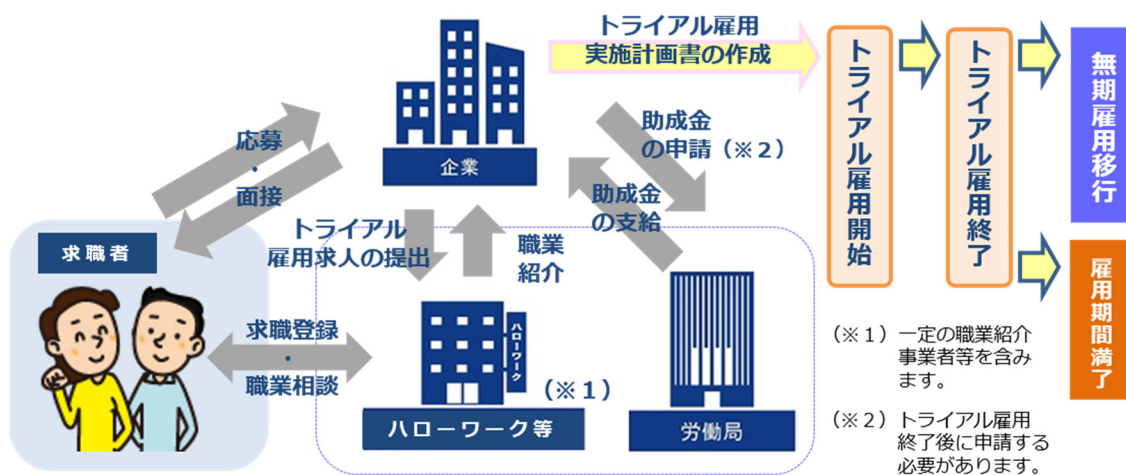 トライアル雇用
実施計画書の作成
トライアル雇用開始
トライアル雇用終了
無期雇用移行
雇用期間満了
企業
応募
・
面接
助成金
の申請（※２）
助成金
の支給
求職者
トライアル
雇用求人の提出
職業
紹介
求職登録
・
職業相談
ハローワーク
（※１）
ハローワーク等
労働局
（※１）一定の職業紹介
事業者等を含み
ます。
（※２）トライアル雇用
終了後に申請する
必要があります。